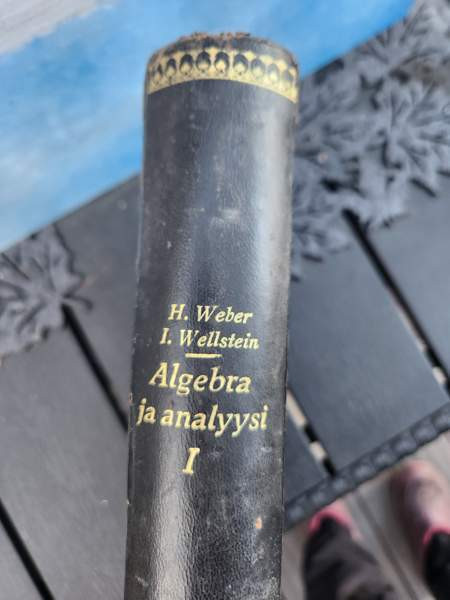 H. Weber
I. Wellstein
Algebra
ja analyysi
I